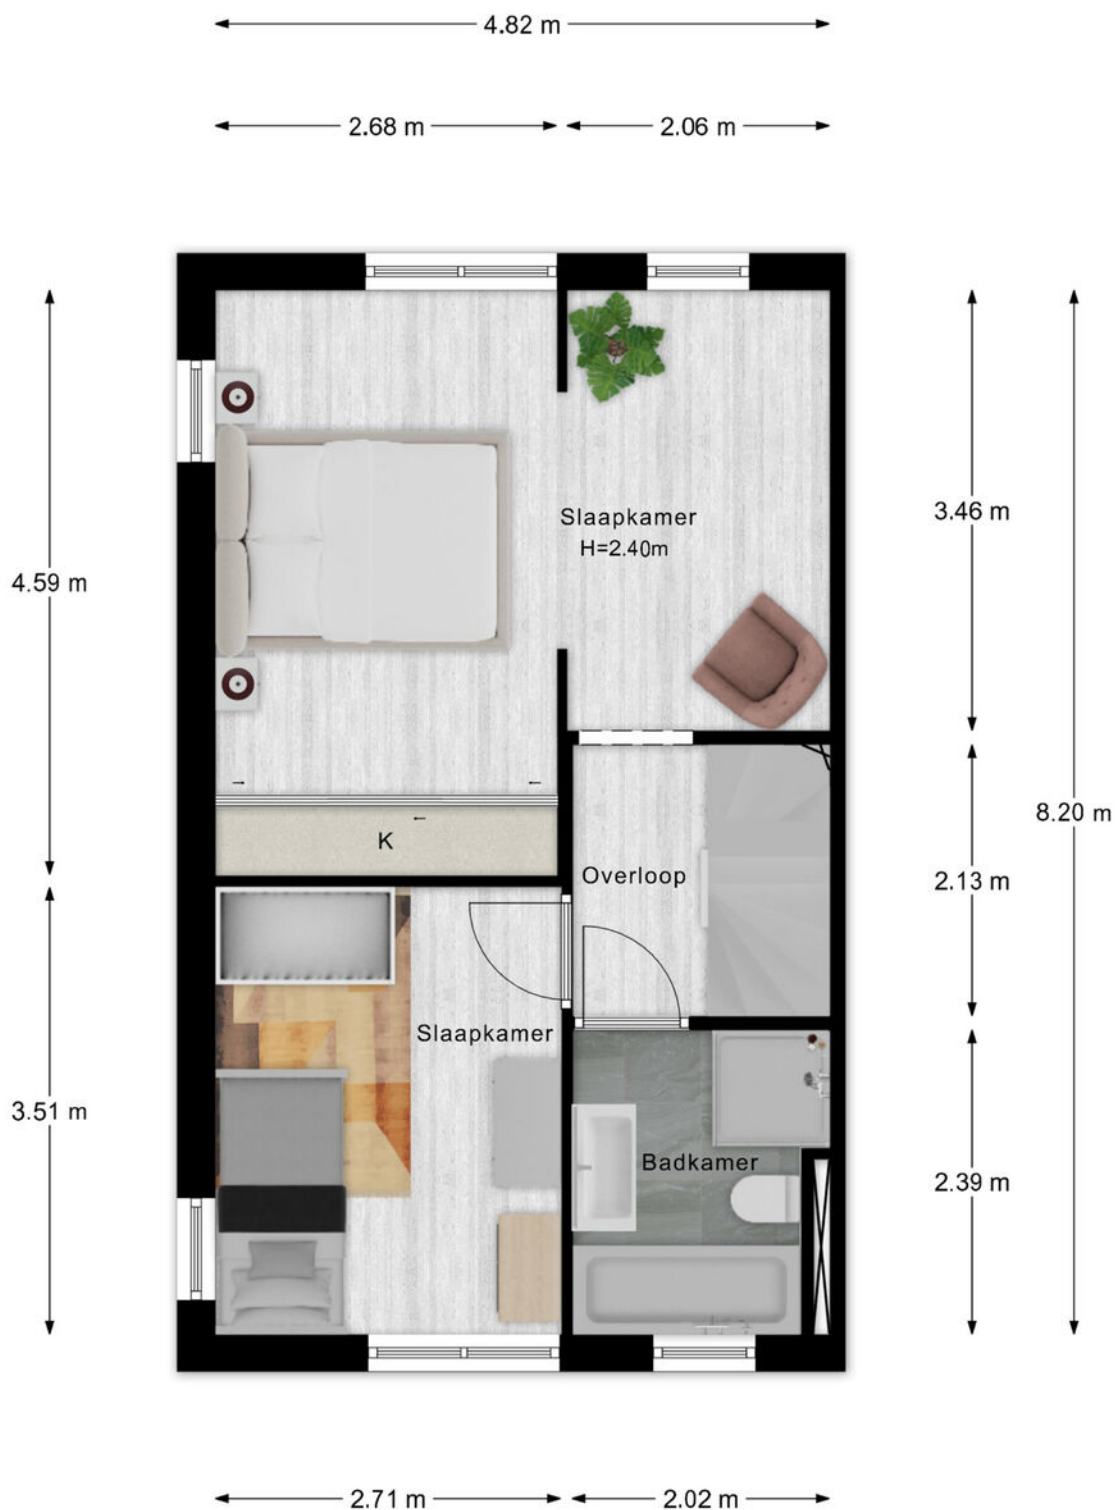 4.82 m
2.68 m
2.06 m
Slaapkamer
H=2.40m
3.46 m
4.59 m
8.20 m
K
Overloop
2.13 m
Slaapkamer
3.51 m
Badkamer
2.39 m
2.71 m
2.02 m